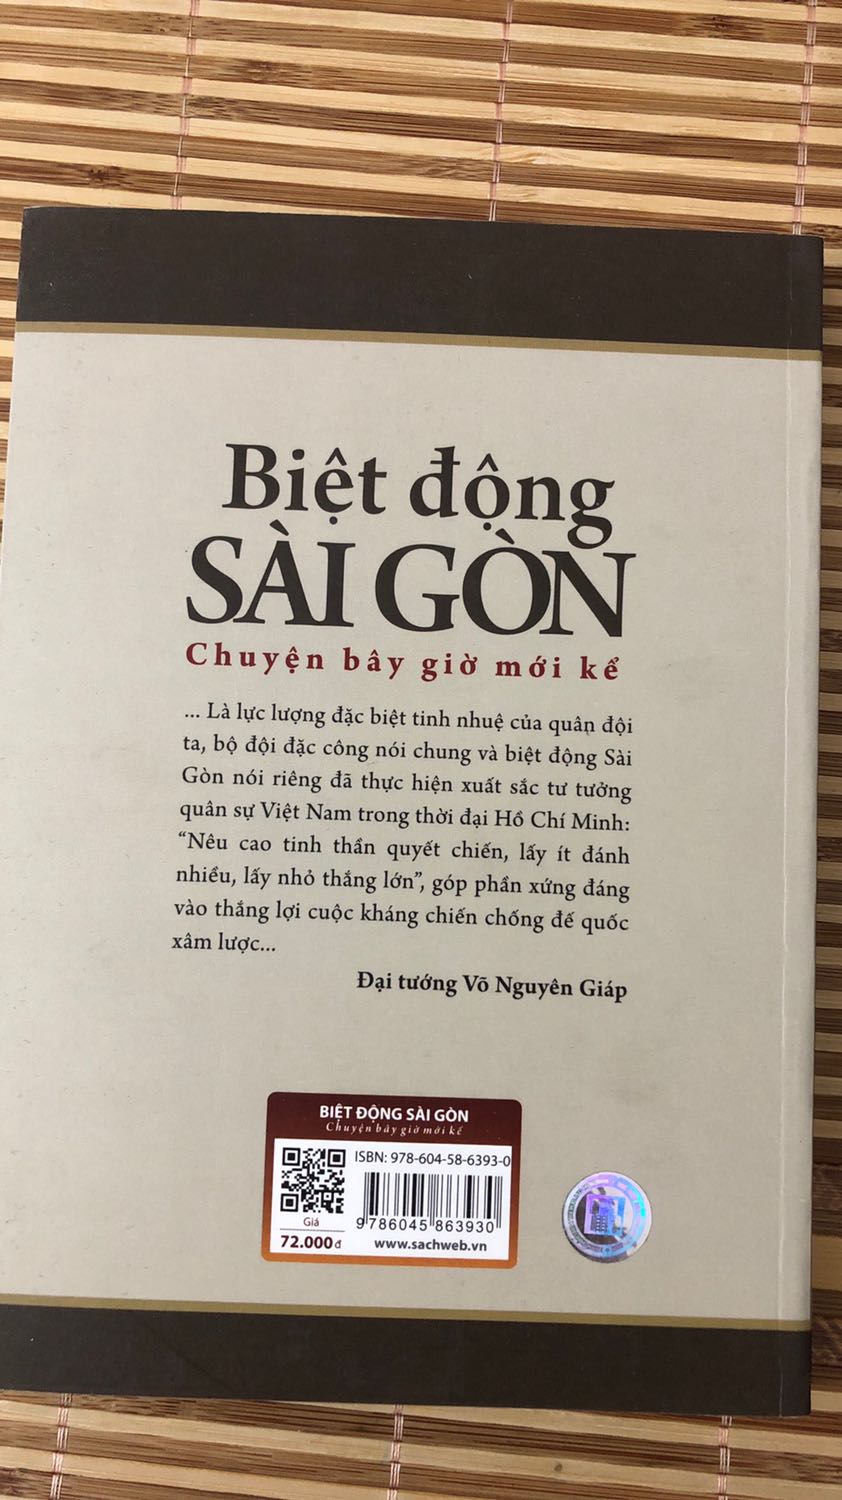 Biệt động
SÀI GÒN
Chuyện bây giờ mới kể
... Là lực lượng đặc biệt tinh nhuệ của quân đội
ta, bộ đội đặc công nói chung và biệt động Sài
Gòn nói riêng đã thực hiện xuất sắc tư tưởng
quân sự Việt Nam trong thời đại Hồ Chí Minh:
“Nêu cao tinh thần quyết chiến, lấy ít đánh
nhiều, lấy nhỏ thắng lớn”, góp phần xứng đáng
vào thắng lợi cuộc kháng chiến chống đế quốc
xâm lược...
Đại tướng Võ Nguyên Giáp
BIỆT ĐỘNG SÀI GÒN
Chuyện bây giờ mới kể
ISBN: 978-604-58-6393-0
9 786045 863930
Giá
72.000đ
www.sachweb.vn